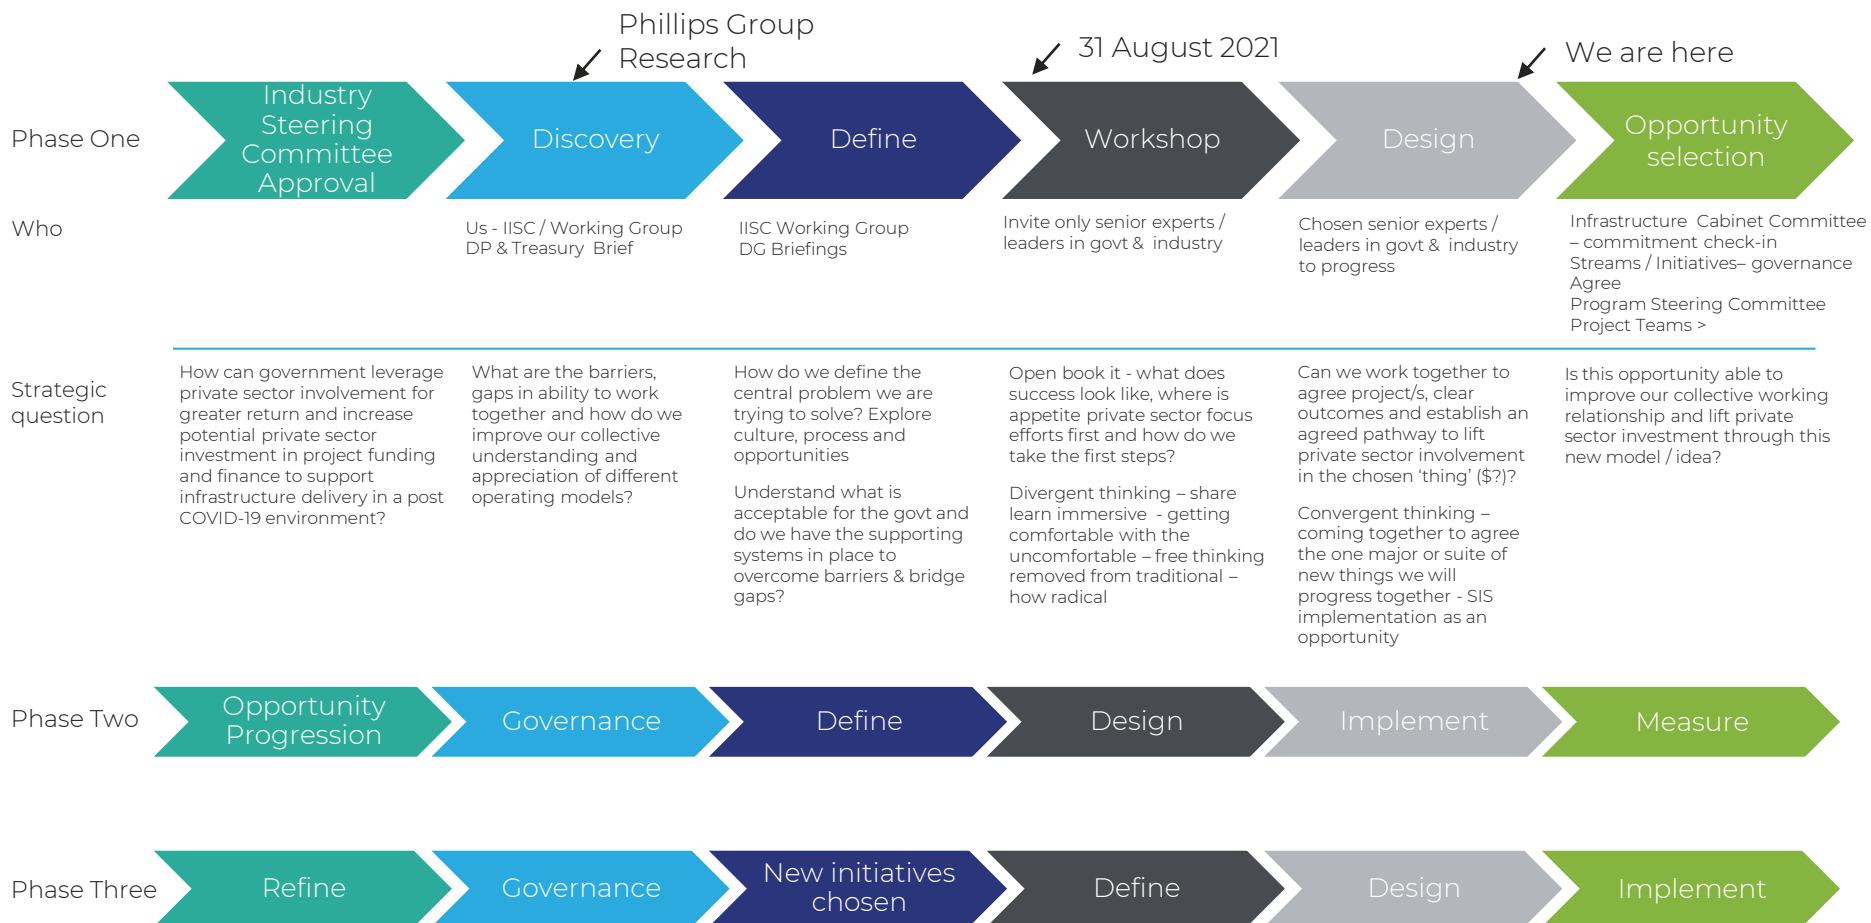 Phillips Group
Research
31 August 2021
We are here
Phase One
Industry
Steering
Committee
Approval
Discovery
Define
Workshop
Design
Opportunity
selection
Who
Us - IISC / Working Group
DP & Treasury Brief
IISC Working Group
DG Briefings
Invite only senior experts /
leaders in govt & industry
Chosen senior experts /
leaders in govt & industry
to progress
Infrastructure Cabinet Committee
– commitment check-in
Streams / Initiatives– governance
Agree
Program Steering Committee
Project Teams >
Strategic
question
How can government leverage
private sector involvement for
greater return and increase
potential private sector
investment in project funding
and finance to support
infrastructure delivery in a post
COVID-19 environment?
What are the barriers,
gaps in ability to work
together and how do we
improve our collective
understanding and
appreciation of different
operating models?
How do we define the
central problem we are
trying to solve? Explore
culture, process and
opportunities
Understand what is
acceptable for the govt and
do we have the supporting
systems in place to
overcome barriers & bridge
gaps?
Open book it - what does
success look like, where is
appetite private sector focus
efforts first and how do we
take the first steps?
Divergent thinking – share
learn immersive - getting
comfortable with the
uncomfortable – free thinking
removed from traditional –
how radical
Can we work together to
agree project/s, clear
outcomes and establish an
agreed pathway to lift
private sector involvement
in the chosen ‘thing’ ($?)?
Convergent thinking –
coming together to agree
the one major or suite of
new things we will
progress together - SIS
implementation as an
opportunity
Is this opportunity able to
improve our collective working
relationship and lift private
sector investment through this
new model / idea?
Phase Two
Opportunity
Progression
Governance
Define
Design
Implement
Measure
Phase Three
Refine
Governance
New initiatives
chosen
Define
Design
Implement